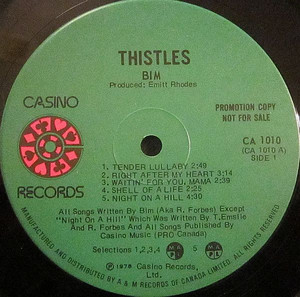 THISTLES
BIM
Produced: Emitt Rhodes
CASINO
RECORDS
PROMOTION COPY
NOT FOR SALE
CA 1010
(CA 1010 A)
SIDE 1
1. TENDER LULLABY 2:49
2. RIGHT AFTER MY HEART 3:14
3. WAITIN' FOR YOU, MAMA 2:39
4. SHELL OF A LIFE 2:25
5. NIGHT ON A HILL 4:30
All Songs Written By Bim (Aka R. Forbes) Except
"Night On A Hill" Which Was Written By T. Emslie
And R. Forbes And All Songs Published By
Casino Music (PRO Canada)
Selections 1,2,3,4 5
℗ 1978 Casino Records,
Ltd.
MANUFACTURED AND DISTRIBUTED BY A & M RECORDS OF CANADA LIMITED. ALL RIGHTS RESERVED.